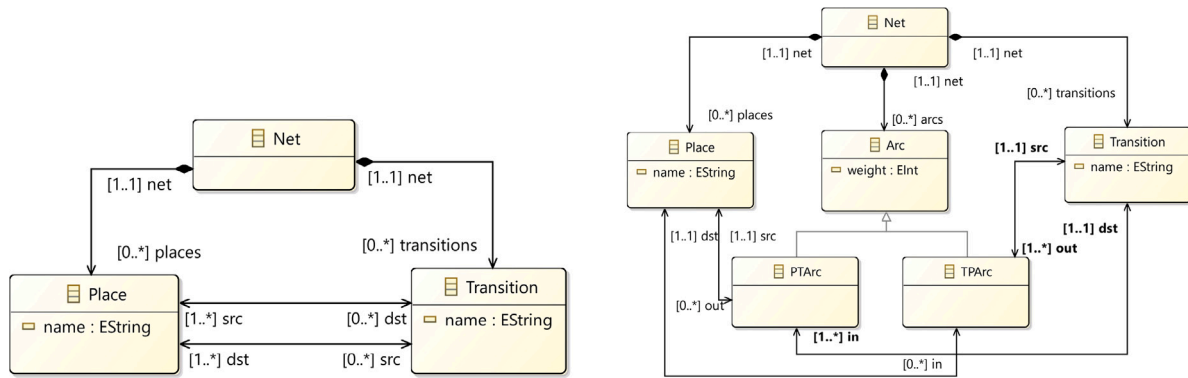 Net
[1..1] net
[1..1] net
[0..*] places
[0..*] transitions
Place
name : EString
Transition
name : EString
[1..*] src
[0..*] dst
[1..*] dst
[0..*] src
Net
[1..1] net
[1..1] net
[1..1] net
[0..*] transitions
[0..*] places
[0..*] arcs
Place
name : EString
Arc
weight : EInt
[1..1] src
Transition
name : EString
[1..1] dst
[1..1] src
[1..1] dst
[1..*] out
PTArc
TPArc
[0..*] out
[1..*] in
[0..*] in